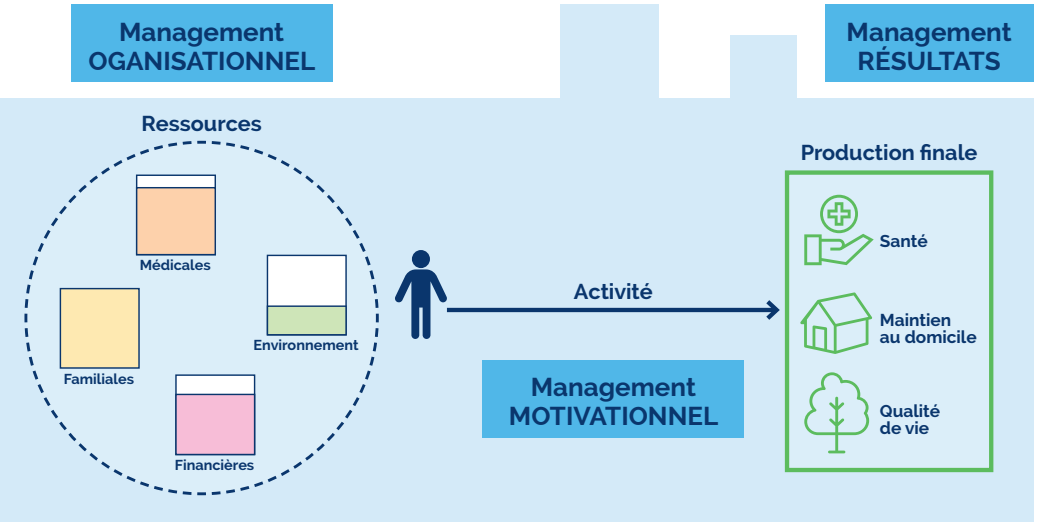 Management
OGANISATIONNEL
Management
RÉSULTATS
Ressources
Médicales
Environnement
Familiales
Financières
Activité
Management
MOTIVATIONNEL
Production finale
Santé
Maintien
au domicile
Qualité
de vie